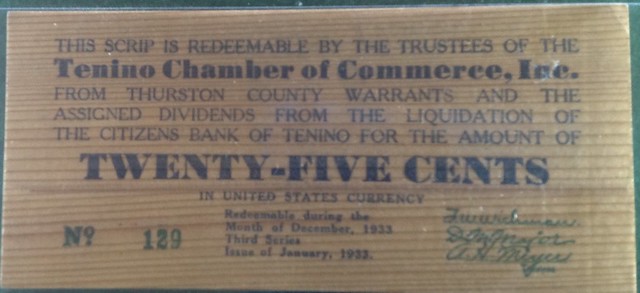 THIS SCRIP IS REDEEMABLE BY THE TRUSTEES OF THE
Tenino Chamber of Commerce, Inc.
FROM THURSTON COUNTY WARRANTS AND THE
ASSIGNED DIVIDENDS FROM THE LIQUIDATION OF
THE CITIZENS BANK OF TENINO FOR THE AMOUNT OF
TWENTY-FIVE CENTS
IN UNITED STATES CURRENCY
Redeemable during the
Month of December, 1933
Third Series
Issue of January, 1933.
Nº 129
D. M. Major
A. H. Meyer